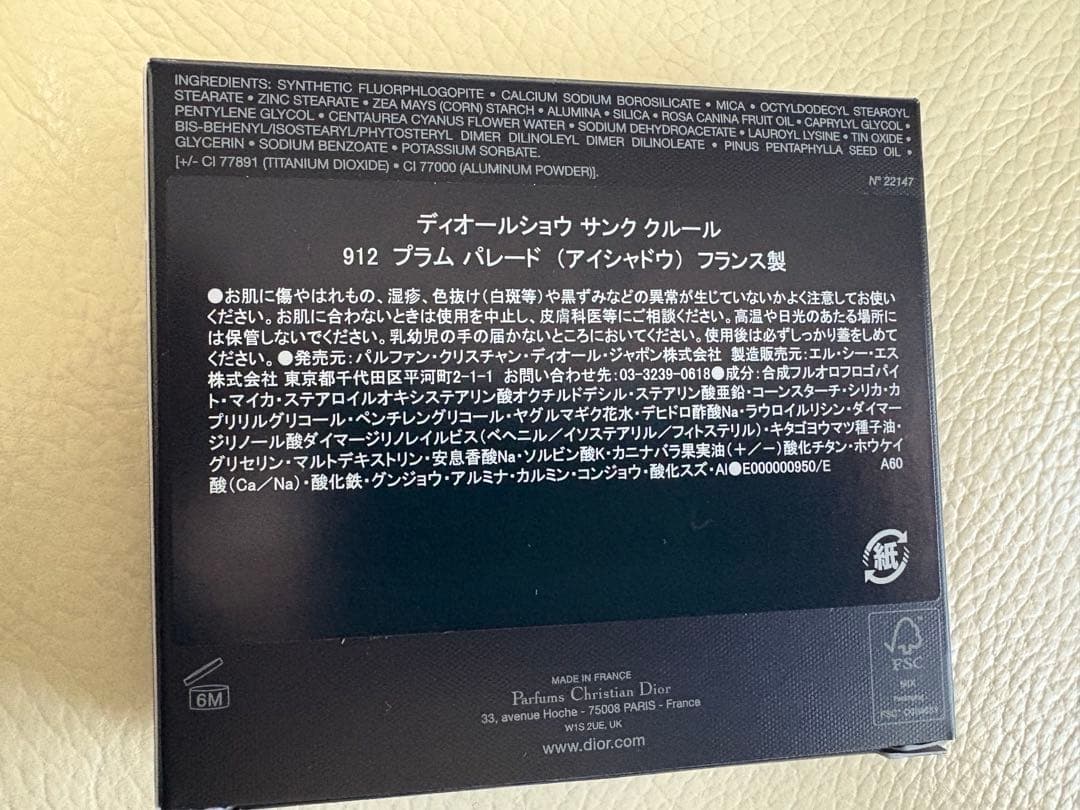 INGREDIENTS: SYNTHETIC FLUORPHLOGOPITE • CALCIUM SODIUM BOROSILICATE • MICA • OCTYLDODECYL STEAROYL
STEARATE • ZINC STEARATE • ZEA MAYS (CORN) STARCH • ALUMINA • SILICA • ROSA CANINA FRUIT OIL • CAPRYLYL GLYCOL •
PENTYLENE GLYCOL • CENTAUREA CYANUS FLOWER WATER • SODIUM DEHYDROACETATE • LAUROYL LYSINE • TIN OXIDE •
BIS-BEHENYL/ISOSTEARYL/PHYTOSTERYL DIMER DILINOLEYL DIMER DILINOLEATE • PINUS PENTAPHYLLA SEED OIL •
GLYCERIN • SODIUM BENZOATE • POTASSIUM SORBATE.
[+/- CI 77891 (TITANIUM DIOXIDE) • CI 77000 (ALUMINUM POWDER)].
N° 22147
ディオールショウ サンク クルール
912 プラム パレード (アイシャドウ) フランス製
●お肌に傷やはれもの、湿疹、色抜け(白斑等)や黒ずみなどの異常が生じていないかよく注意してお使い
ください。お肌に合わないときは使用を中止し、皮膚科医等にご相談ください。高温や日光のあたる場所に
は保管しないでください。乳幼児の手の届かないところにおいてください。使用後は必ずしっかり蓋をしめて
ください。●発売元:パルファン・クリスチャン・ディオール・ジャポン株式会社 製造販売元:エル・シー・エス
株式会社 東京都千代田区平河町2-1-1 お問い合わせ先:03-3239-0618●成分:合成フルオロフロゴパイ
ト・マイカ・ステアロイルオキシステアリン酸オクチルドデシル・ステアリン酸亜鉛・コーンスターチ・シリカ・カ
プリリルグリコール・ペンチレングリコール・ヤグルマギク花水・デヒドロ酢酸Na・ラウロイルリシン・ダイマー
ジリノール酸ダイマージリノレイルビス(ベヘニル/イソステアリル/フィトステリル)・キタゴヨウマツ種子油・
グリセリン・マルトデキストリン・安息香酸Na・ソルビン酸K・カニナバラ果実油(+/-)酸化チタン・ホウケイ
酸(Ca/Na)・酸化鉄・グンジョウ・アルミナ・カルミン・コンジョウ・酸化スズ・Al●E000000950/E A60
紙
6M
MADE IN FRANCE
Parfums Christian Dior
33, avenue Hoche - 75008 PARIS - France
W1S 2UE, UK
www.dior.com
FSC
MIX